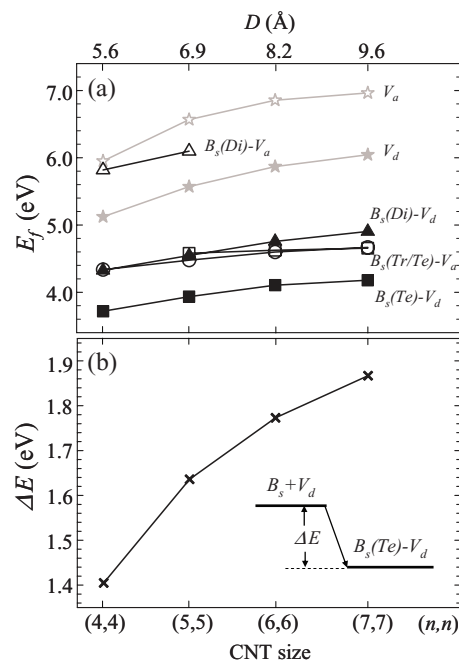 D (Å)
5.6 6.9 8.2 9.6
(a)
7.0
6.0
5.0
4.0
E_f (eV)
V_a
B_s(Di)-V_a
V_d
B_s(Di)-V_d
B_s(Tr/Te)-V_a
B_s(Te)-V_d
(b)
1.9
1.8
1.7
1.6
1.5
1.4
ΔE (eV)
B_s+V_d
ΔE
B_s(Te)-V_d
(4,4) (5,5) (6,6) (7,7) (n,n)
CNT size